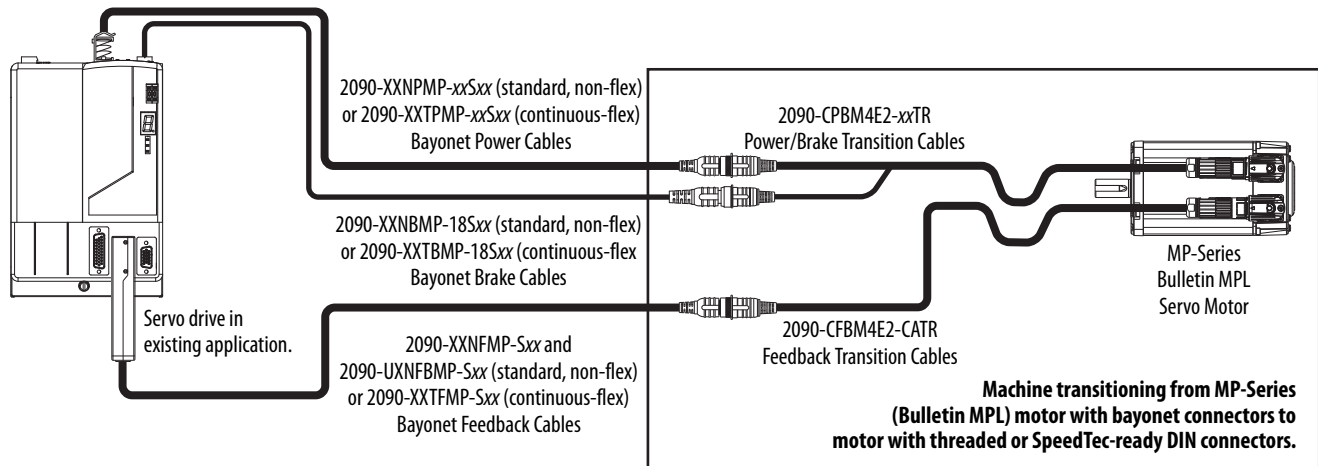 2090-XXNPMP-xxSxx (standard, non-flex)
or 2090-XXTPMP-xxSxx (continuous-flex)
Bayonet Power Cables
2090-CPBM4E2-xxTR
Power/Brake Transition Cables
2090-XXNBMP-18Sxx (standard, non-flex)
or 2090-XXTBMP-18Sxx (continuous-flex
Bayonet Brake Cables
MP-Series
Bulletin MPL
Servo Motor
Servo drive in
existing application.
2090-XXNFMP-Sxx and
2090-UXNFBMP-Sxx (standard, non-flex)
or 2090-XXTFMP-Sxx (continuous-flex)
Bayonet Feedback Cables
2090-CFBM4E2-CATR
Feedback Transition Cables
Machine transitioning from MP-Series
(Bulletin MPL) motor with bayonet connectors to
motor with threaded or SpeedTec-ready DIN connectors.